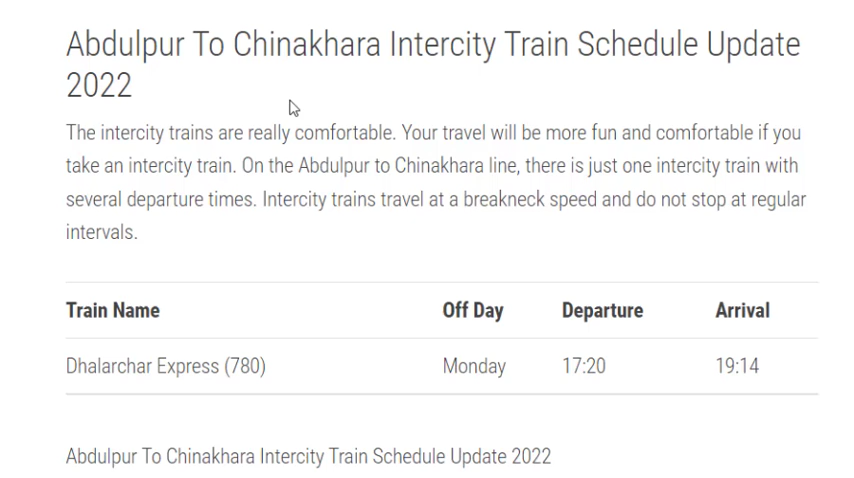 Abdulpur To Chinakhara Intercity Train Schedule Update
2022
The intercity trains are really comfortable. Your travel will be more fun and comfortable if you
take an intercity train. On the Abdulpur to Chinakhara line, there is just one intercity train with
several departure times. Intercity trains travel at a breakneck speed and do not stop at regular
intervals.
Train Name Off Day Departure Arrival
Dhalarchar Express (780) Monday 17:20 19:14
Abdulpur To Chinakhara Intercity Train Schedule Update 2022